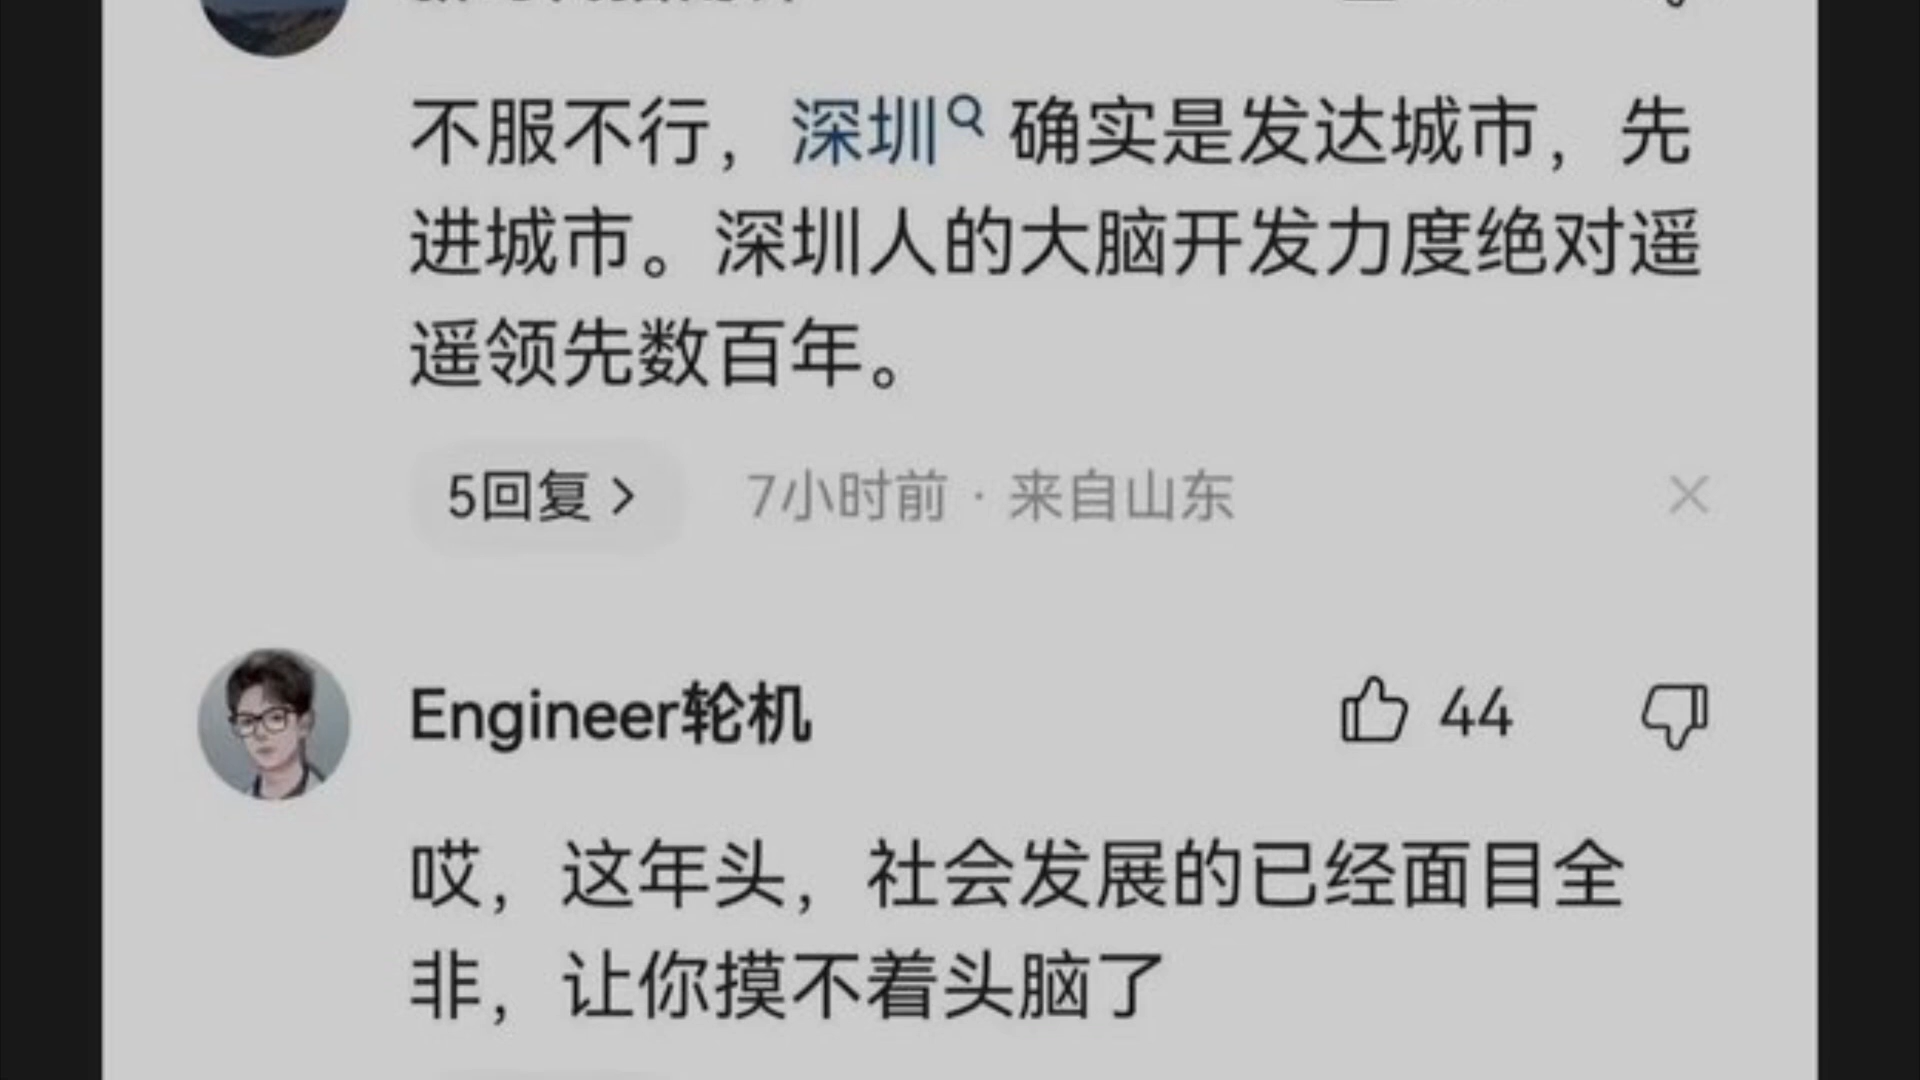 不服不行，深圳 确实是发达城市，先
进城市。深圳人的大脑开发力度绝对遥
遥领先数百年。
5回复 >
7小时前 · 来自山东
Engineer轮机
44
哎，这年头，社会发展的已经面目全
非，让你摸不着头脑了